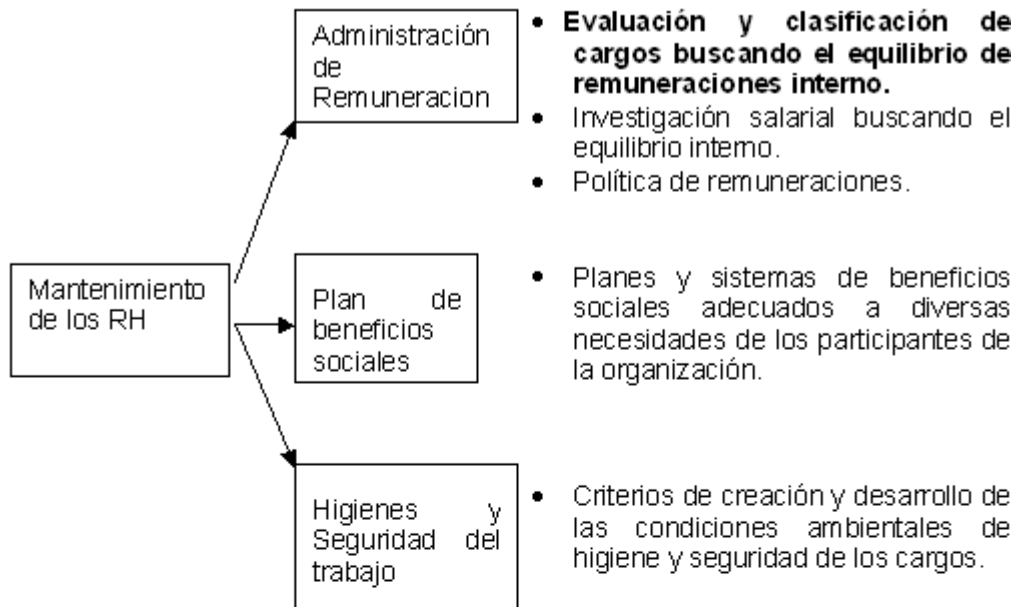 Administración
de
Remuneracion
• Evaluación y clasificación de
cargos buscando el equilibrio de
remuneraciones interno.
• Investigación salarial buscando el
equilibrio interno.
• Política de remuneraciones.
Mantenimiento
de los RH
Plan de
beneficios
sociales
• Planes y sistemas de beneficios
sociales adecuados a diversas
necesidades de los participantes de
la organización.
Higienes y
Seguridad del
trabajo
• Criterios de creación y desarrollo de
las condiciones ambientales de
higiene y seguridad de los cargos.